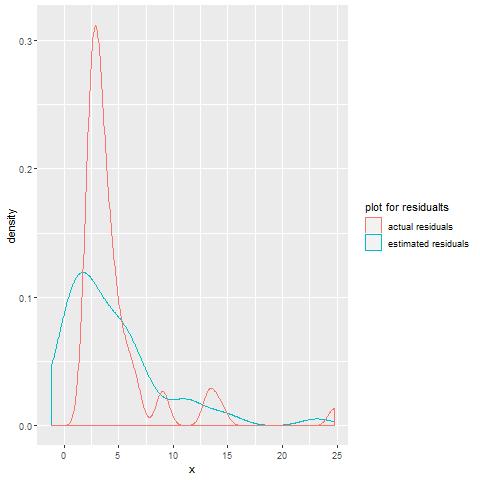 0.3
0.2
0.1
0.0
density
0
5
10
15
20
25
x
plot for residualts
actual residuals
estimated residuals